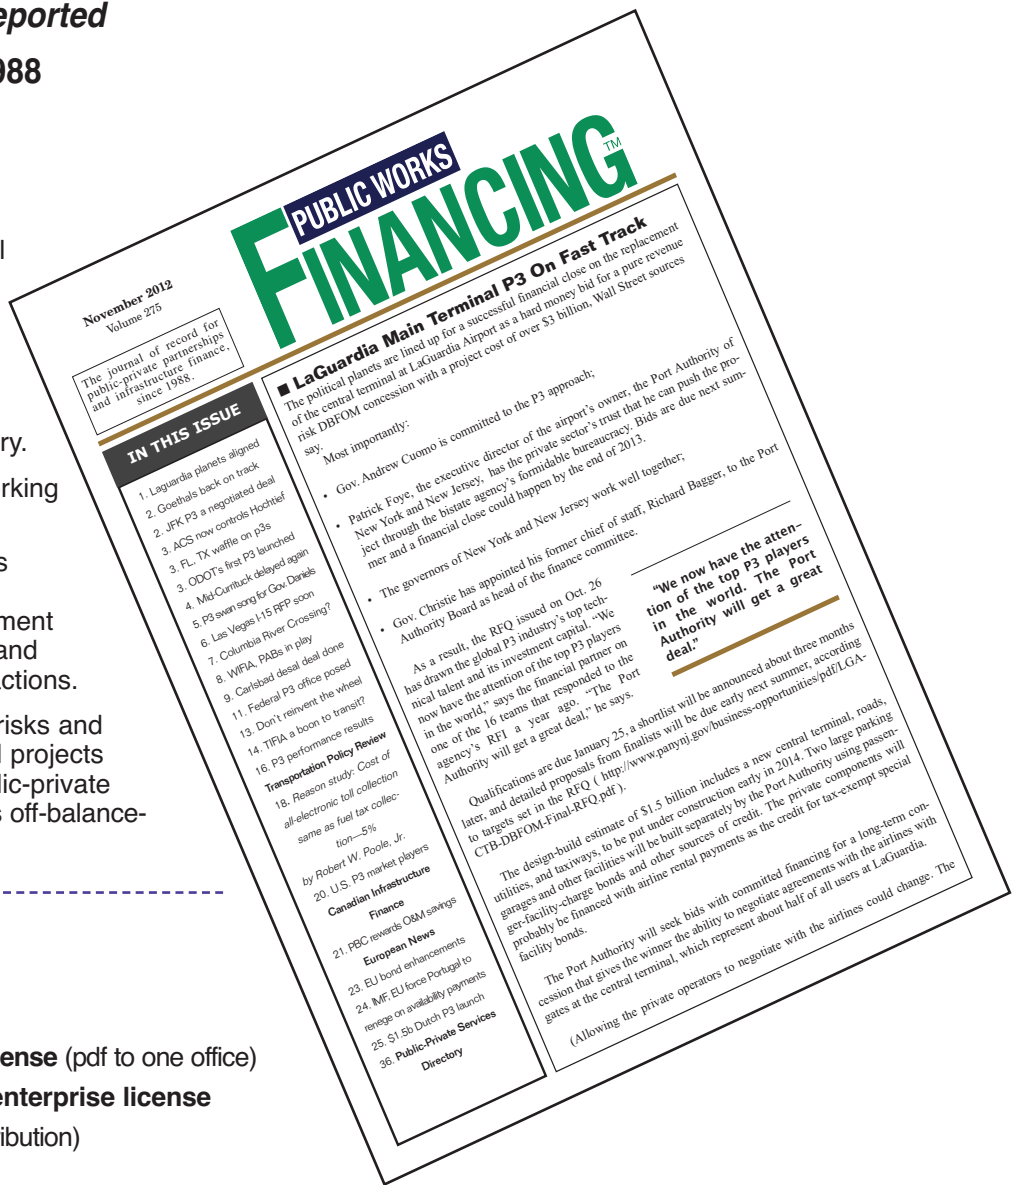 eported
988
l
ry.
rking
s
ment
and
actions.
risks and
l projects
lic-private
s off-balance-
ense (pdf to one office)
enterprise license
ribution)
PUBLIC WORKS
FINANCING TM
November 2012
Volume 275
The journal of record for
public-private partnerships
and infrastructure finance,
since 1988.
IN THIS ISSUE
1. Laguardia planets aligned
2. Goethals back on track
2. JFK P3 a negotiated deal
3. ACS now controls Hochtief
3. FL. TX waffle on p3s
3. ODOT's first P3 launched
4. Mid-Currituck delayed again
5. P3 swan song for Gov. Daniels
6. Las Vegas I-15 RFP soon
7. Columbia River Crossing?
8. WIFIA, PABs in play
9. Carlsbad desal deal done
11. Federal P3 office posed
13. Don't reinvent the wheel
14. TIFIA a boon to transit?
16. P3 performance results
Transportation Policy Review
18. Reason study: Cost of
all-electronic toll collection
same as fuel tax collec-
tion—5%
by Robert W. Poole, Jr.
20. U.S. P3 market players
Canadian Infrastructure
Finance
21. PBC rewards O&M savings
European News
23. EU bond enhancements
24. IMF, EU force Portugal to
renege on availability payments
25. $1.5b Dutch P3 launch
36. Public-Private Services
Directory
■ LaGuardia Main Terminal P3 On Fast Track
The political planets are lined up for a successful financial close on the replacement
of the central terminal at LaGuardia Airport as a hard money bid for a pure revenue
risk DBFOM concession with a project cost of over $3 billion, Wall Street sources
say.
Most importantly:
• Gov. Andrew Cuomo is committed to the P3 approach;
• Patrick Foye, the executive director of the airport's owner, the Port Authority of
New York and New Jersey, has the private sector's trust that he can push the pro-
ject through the bistate agency's formidable bureaucracy. Bids are due next sum-
mer and a financial close could happen by the end of 2013.
• The governors of New York and New Jersey work well together;
• Gov. Christie has appointed his former chief of staff, Richard Bagger, to the Port
Authority Board as head of the finance committee.
As a result, the RFQ issued on Oct. 26
has drawn the global P3 industry's top tech-
nical talent and its investment capital. "We
now have the attention of the top P3 players
in the world," says the financial partner on
one of the 16 teams that responded to the
agency's RFI a year ago. "The Port
Authority will get a great deal," he says.
"We now have the atten-
tion of the top P3 players
in the world. The Port
Authority will get a great
deal."
Qualifications are due January 25, a shortlist will be announced about three months
later, and detailed proposals from finalists will be due early next summer, according
to targets set in the RFQ ( http://www.panynj.gov/business-opportunities/pdf/LGA-
CTB-DBFOM-Final-RFQ.pdf ).
The design-build estimate of $1.5 billion includes a new central terminal, roads,
utilities, and taxiways, to be put under construction early in 2014. Two large parking
garages and other facilities will be built separately by the Port Authority using passen-
ger-facility-charge bonds and other sources of credit. The private components will
probably be financed with airline rental payments as the credit for tax-exempt special
facility bonds.
The Port Authority will seek bids with committed financing for a long-term con-
cession that gives the winner the ability to negotiate agreements with the airlines with
gates at the central terminal, which represent about half of all users at LaGuardia.
(Allowing the private operators to negotiate with the airlines could change. The